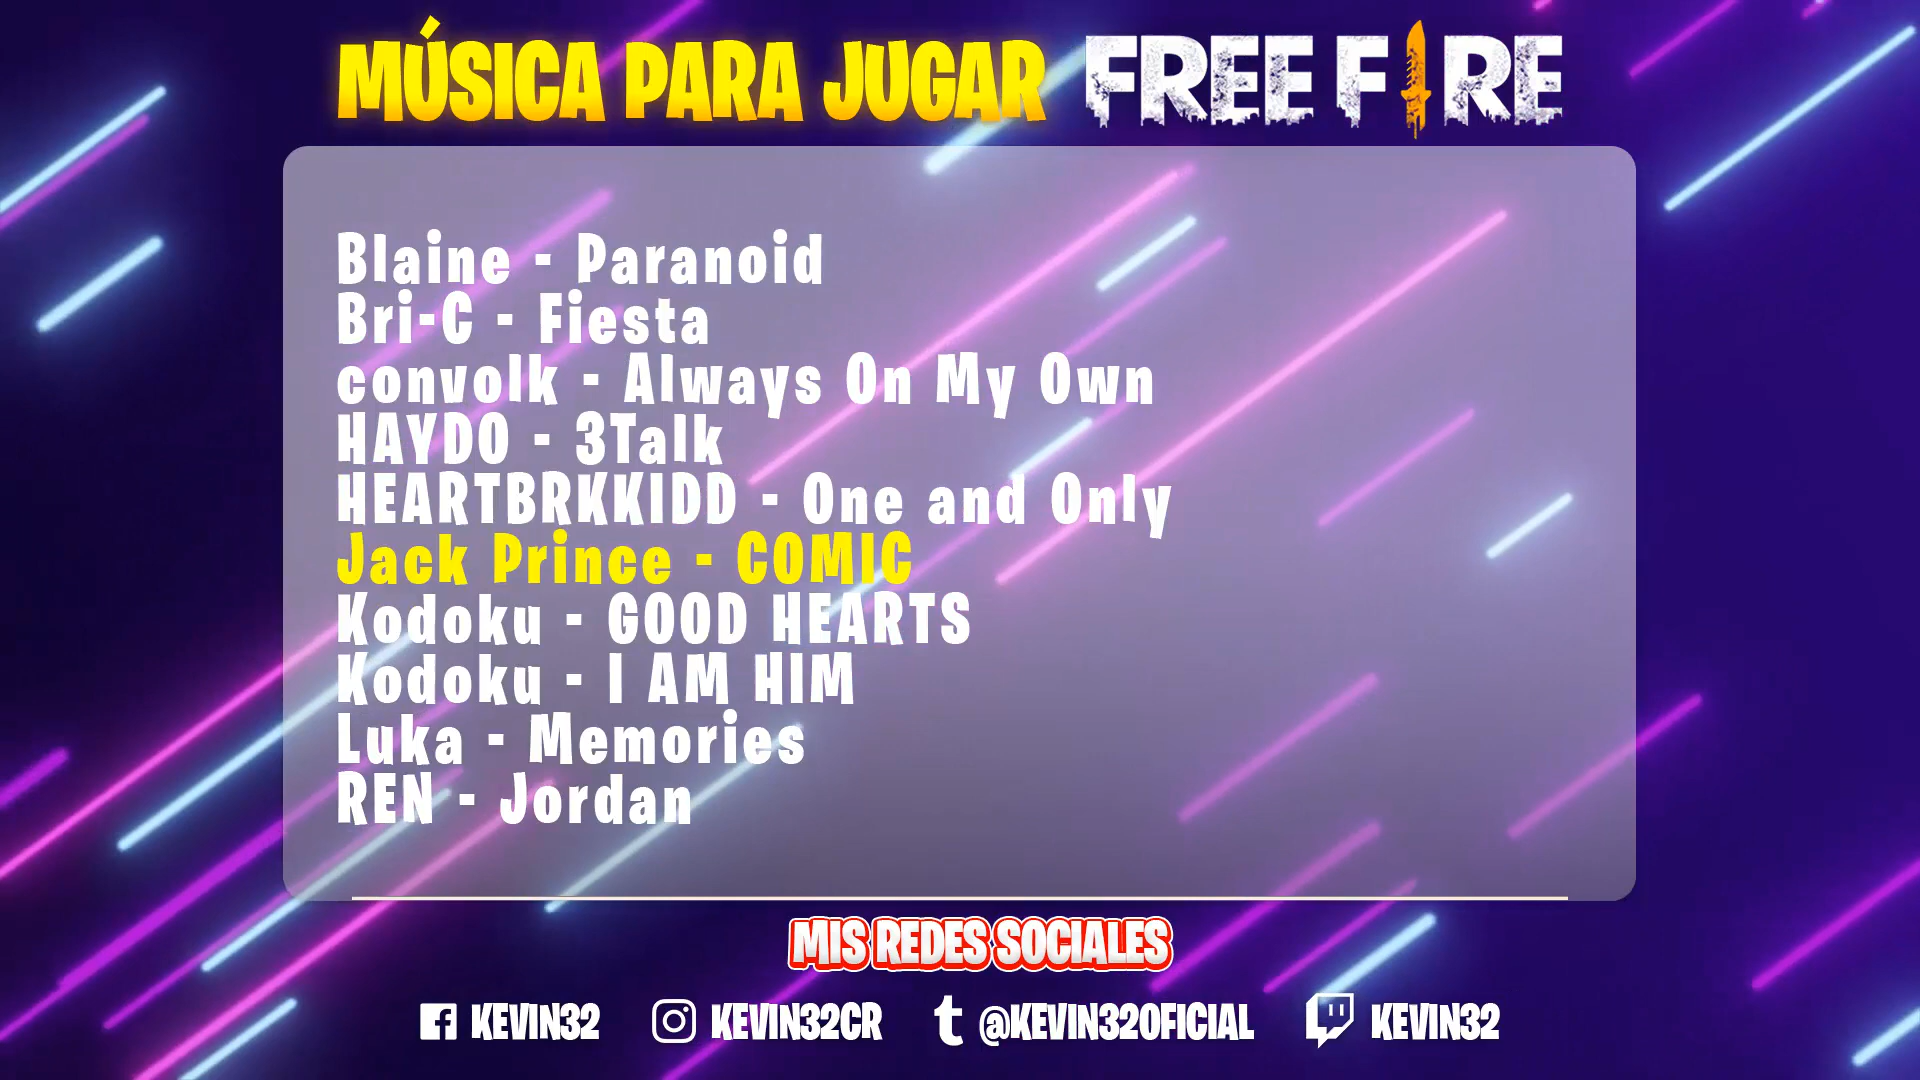 MÚSICA PARA JUGAR FREE FIRE
Blaine - Paranoid
Bri-C - Fiesta
convolk - Always On My Own
HAYDO - 3Talk
HEARTBRKKIDD - One and Only
Jack Prince - COMIC
Kodoku - GOOD HEARTS
Kodoku - I AM HIM
Luka - Memories
REN - Jordan
MIS REDES SOCIALES
KEVIN32 KEVIN32CR @KEVIN32OFICIAL KEVIN32